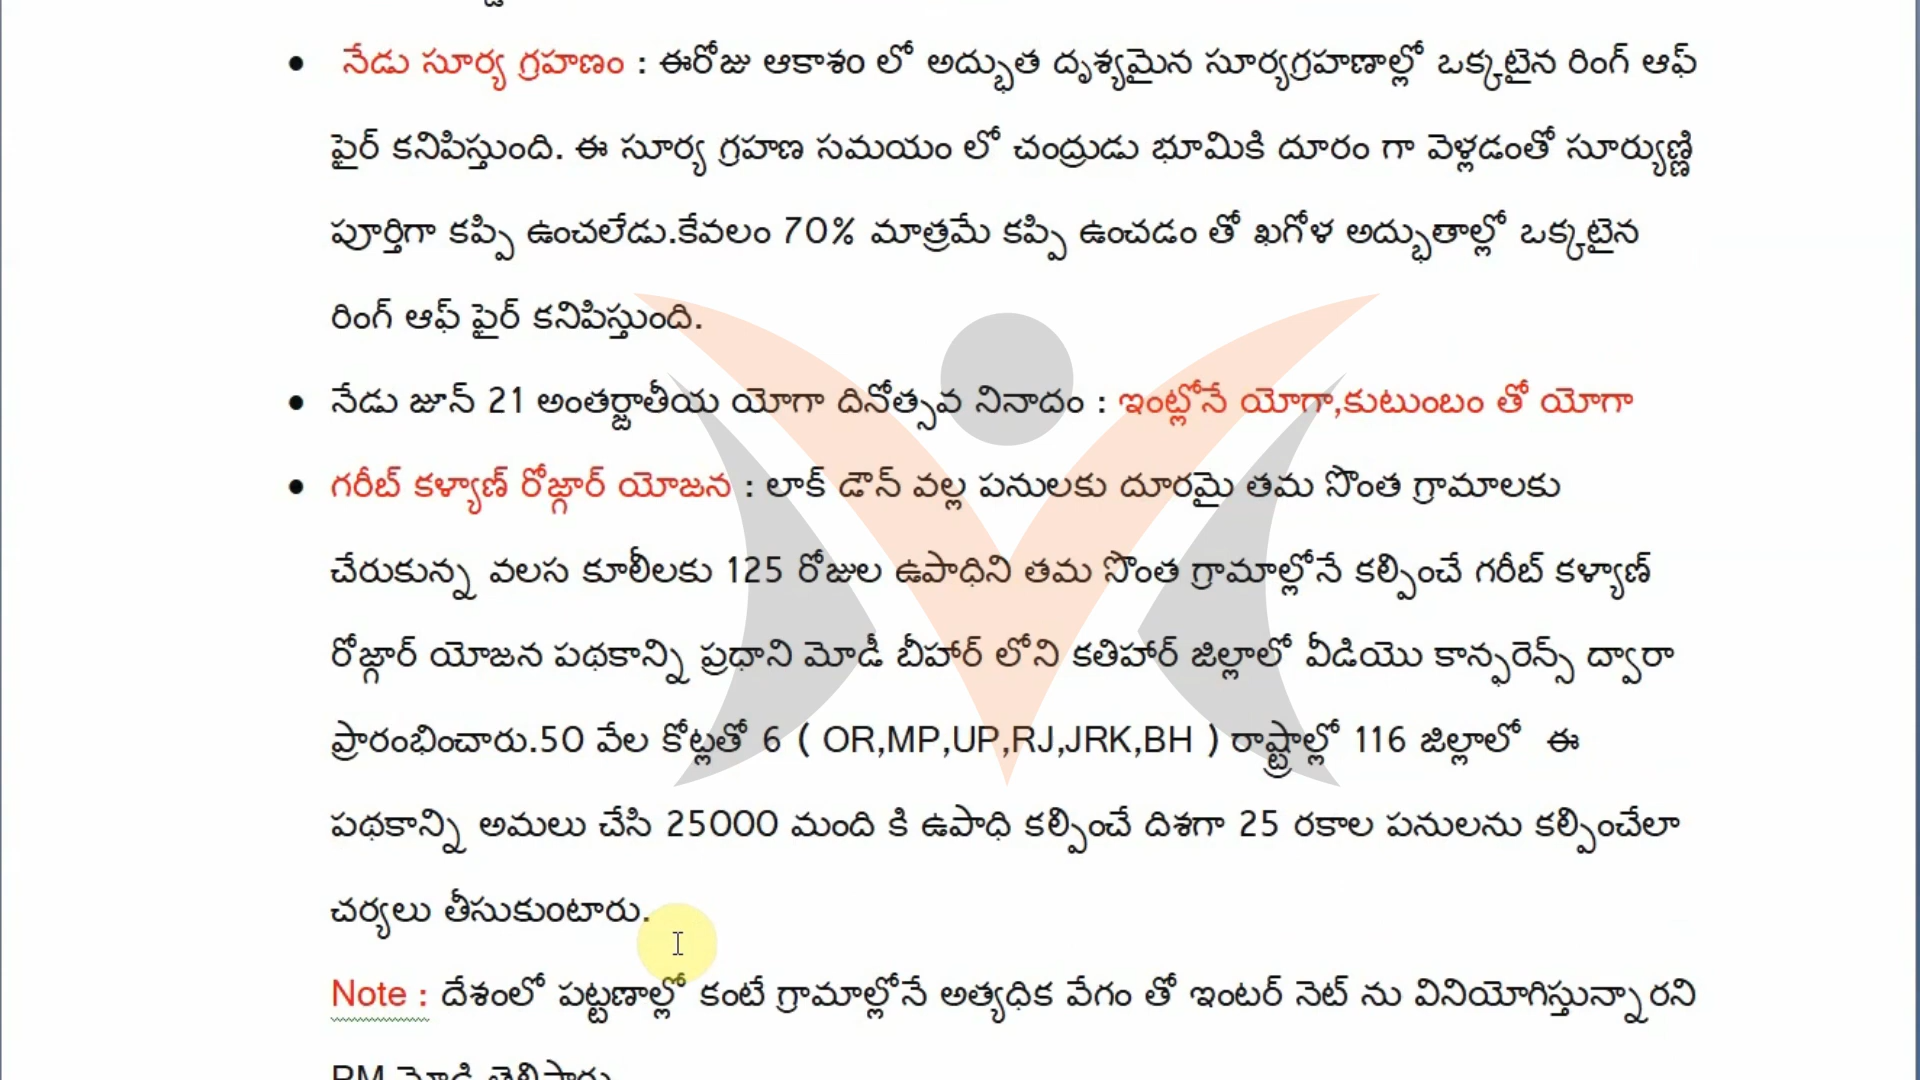 • నేడు సూర్య గ్రహణం : ఈరోజు ఆకాశం లో అద్భుత దృశ్యమైన సూర్యగ్రహణాల్లో ఒక్కటైన రింగ్ ఆఫ్
ఫైర్ కనిపిస్తుంది. ఈ సూర్య గ్రహణ సమయం లో చంద్రుడు భూమికి దూరం గా వెళ్లడంతో సూర్యుణ్ణి
పూర్తిగా కప్పి ఉంచలేడు.కేవలం 70% మాత్రమే కప్పి ఉంచడం తో ఖగోళ అద్భుతాల్లో ఒక్కటైన
రింగ్ ఆఫ్ ఫైర్ కనిపిస్తుంది.
• నేడు జూన్ 21 అంతర్జాతీయ యోగా దినోత్సవ నినాదం : ఇంట్లోనే యోగా,కుటుంబం తో యోగా
• గరీబ్ కళ్యాణ్ రోజ్గార్ యోజన : లాక్ డౌన్ వల్ల పనులకు దూరమై తమ సొంత గ్రామాలకు
చేరుకున్న వలస కూలీలకు 125 రోజుల ఉపాధిని తమ సొంత గ్రామాల్లోనే కల్పించే గరీబ్ కళ్యాణ్
రోజ్గార్ యోజన పథకాన్ని ప్రధాని మోడీ బీహార్ లోని కతిహార్ జిల్లాలో వీడియొ కాన్ఫరెన్స్ ద్వారా
ప్రారంభించారు.50 వేల కోట్లతో 6 ( OR,MP,UP,RJ,JRK,BH ) రాష్ట్రాల్లో 116 జిల్లాలో ఈ
పథకాన్ని అమలు చేసి 25000 మంది కి ఉపాధి కల్పించే దిశగా 25 రకాల పనులను కల్పించేలా
చర్యలు తీసుకుంటారు.
Note : దేశంలో పట్టణాల్లో కంటే గ్రామాల్లోనే అత్యధిక వేగం తో ఇంటర్ నెట్ ను వినియోగిస్తున్నారని
PM మోడి తెలిపారు